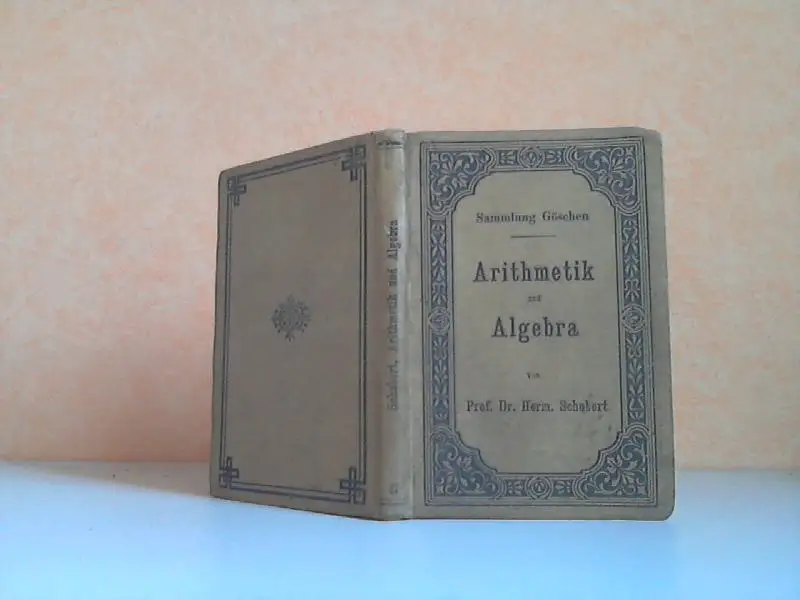 Schubert, Arithmetik und Algebra
Sammlung Göschen
Arithmetik
und
Algebra
von
Prof. Dr. Herm. Schubert